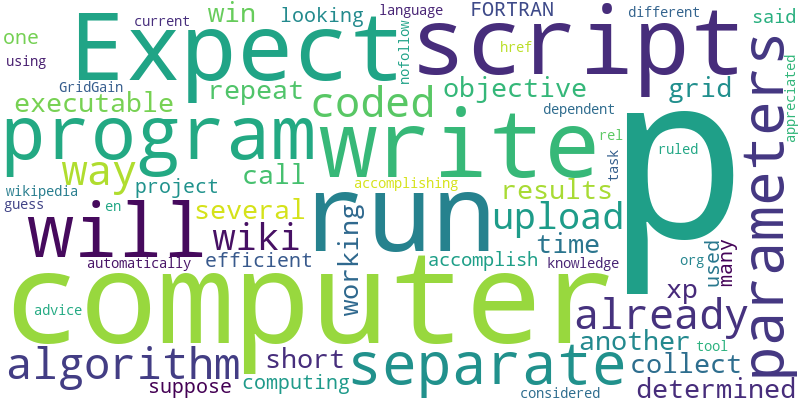 current
language
FORTRAN
different
said
one
win
looking
Expect
script
nofollow
href
using
GridGain
repeat
objective
grid
appreciated
executable
coded
dependent
parameters
program
write
p
rel
ruled
way
call
task
wikipedia
project
accomplishing
results
guess
en
several
run
upload
will
wiki
working
time
used
many
automatically
efficient
accomplish
knowledge
org
computer
xp
advice
already
another
tool
algorithm
short
separate
collect
suppose
computing
considered
determined